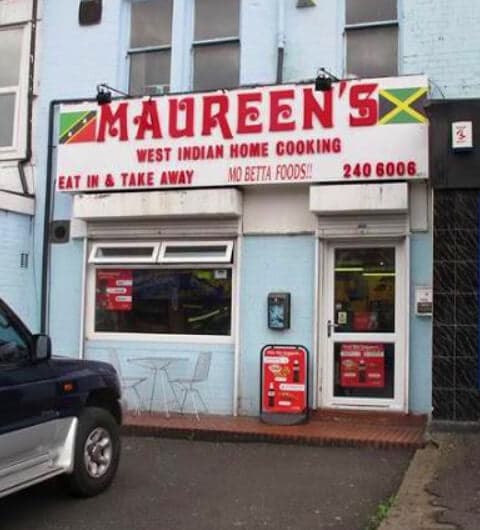 MAUREEN'S
WEST INDIAN HOME COOKING
EAT IN & TAKE AWAY MO BETTA FOODS!! 240 6006